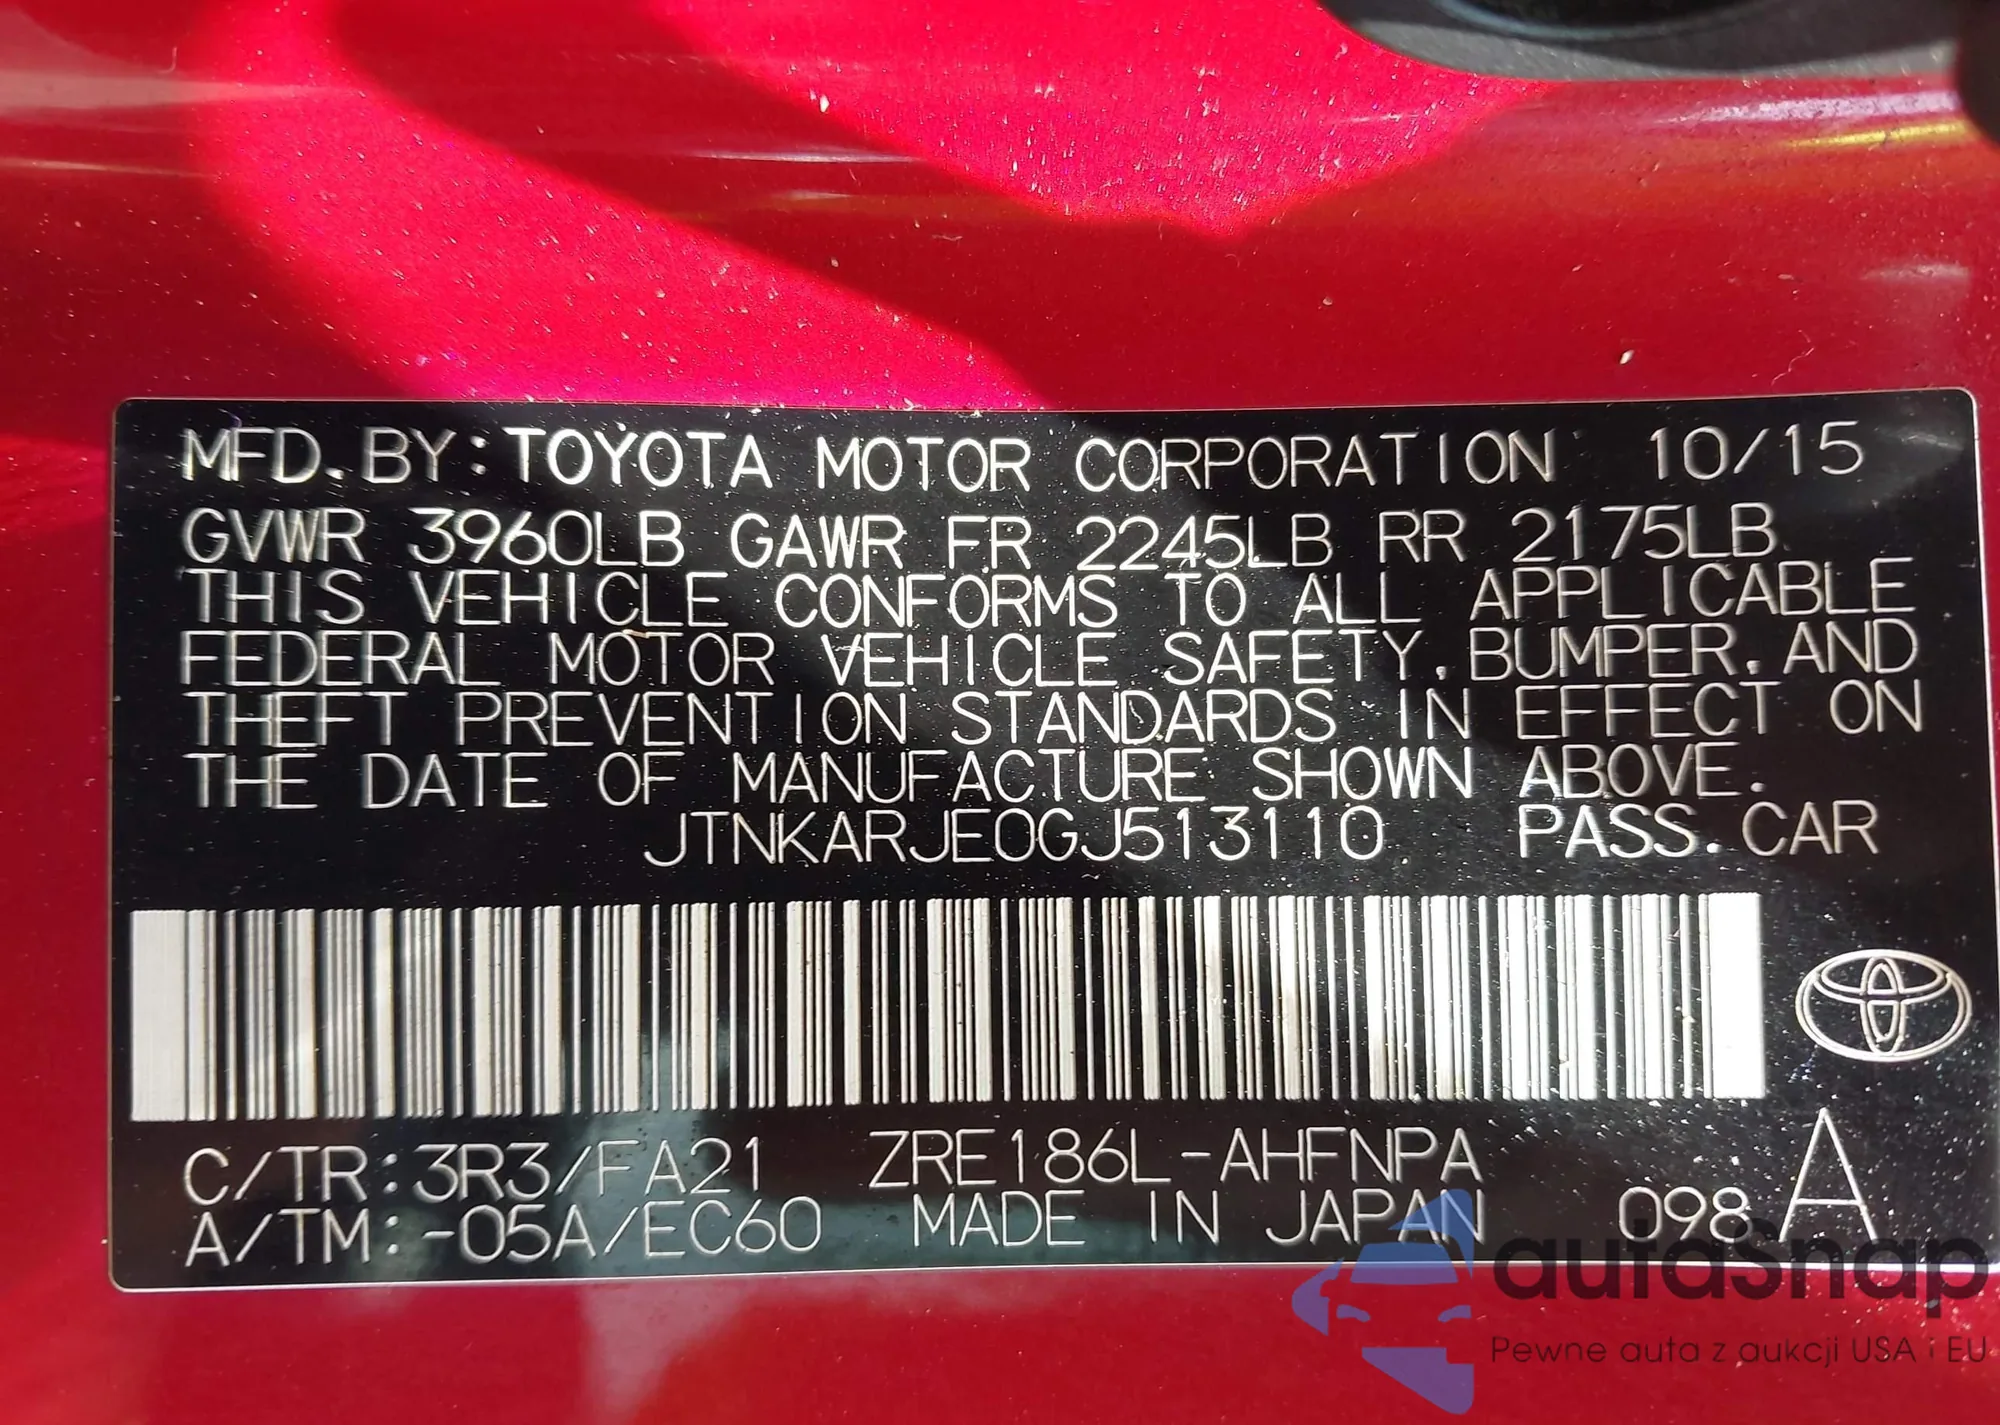 MFD.BY:TOYOTA MOTOR CORPORATION 10/15
GVWR 3960LB GAWR FR 2245LB RR 2175LB
THIS VEHICLE CONFORMS TO ALL APPLICABLE
FEDERAL MOTOR VEHICLE SAFETY,BUMPER,AND
THEFT PREVENTION STANDARDS IN EFFECT ON
THE DATE OF MANUFACTURE SHOWN ABOVE.
JTNKARJE0GJ513110 PASS.CAR
C/TR:3R3/FA21 ZRE186L-AHFNPA
A/TM:-05A/EC60 MADE IN JAPAN 098 A
autaSnap
Pewne auta z aukcji USA i EU